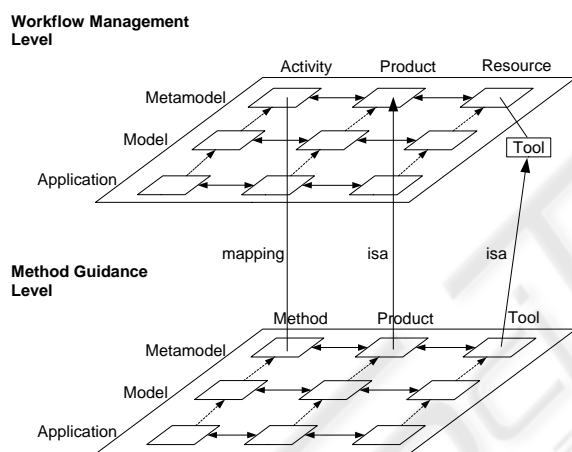 Workflow Management
Level
Activity Product Resource
Metamodel
Model
Tool
Application
mapping isa isa
Method Guidance
Level
Method Product Tool
Metamodel
Model
Application